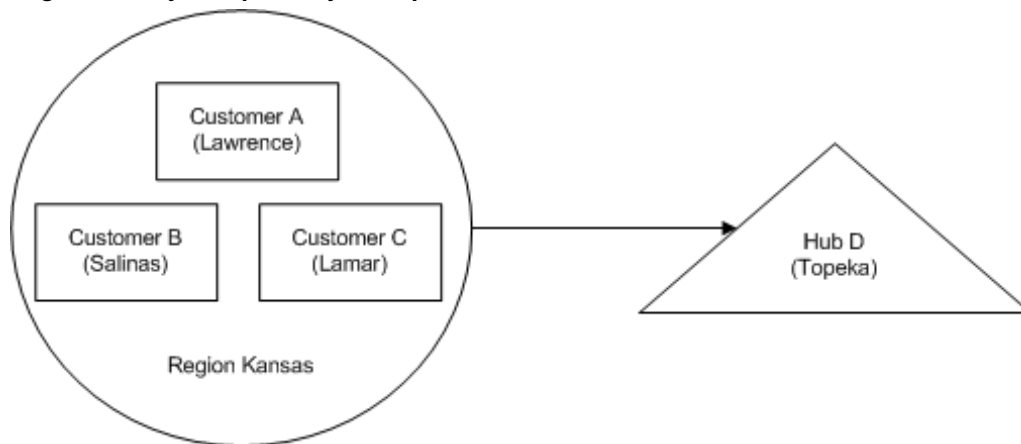 Customer A
(Lawrence)
Customer B
(Salinas)
Customer C
(Lamar)
Region Kansas
Hub D
(Topeka)